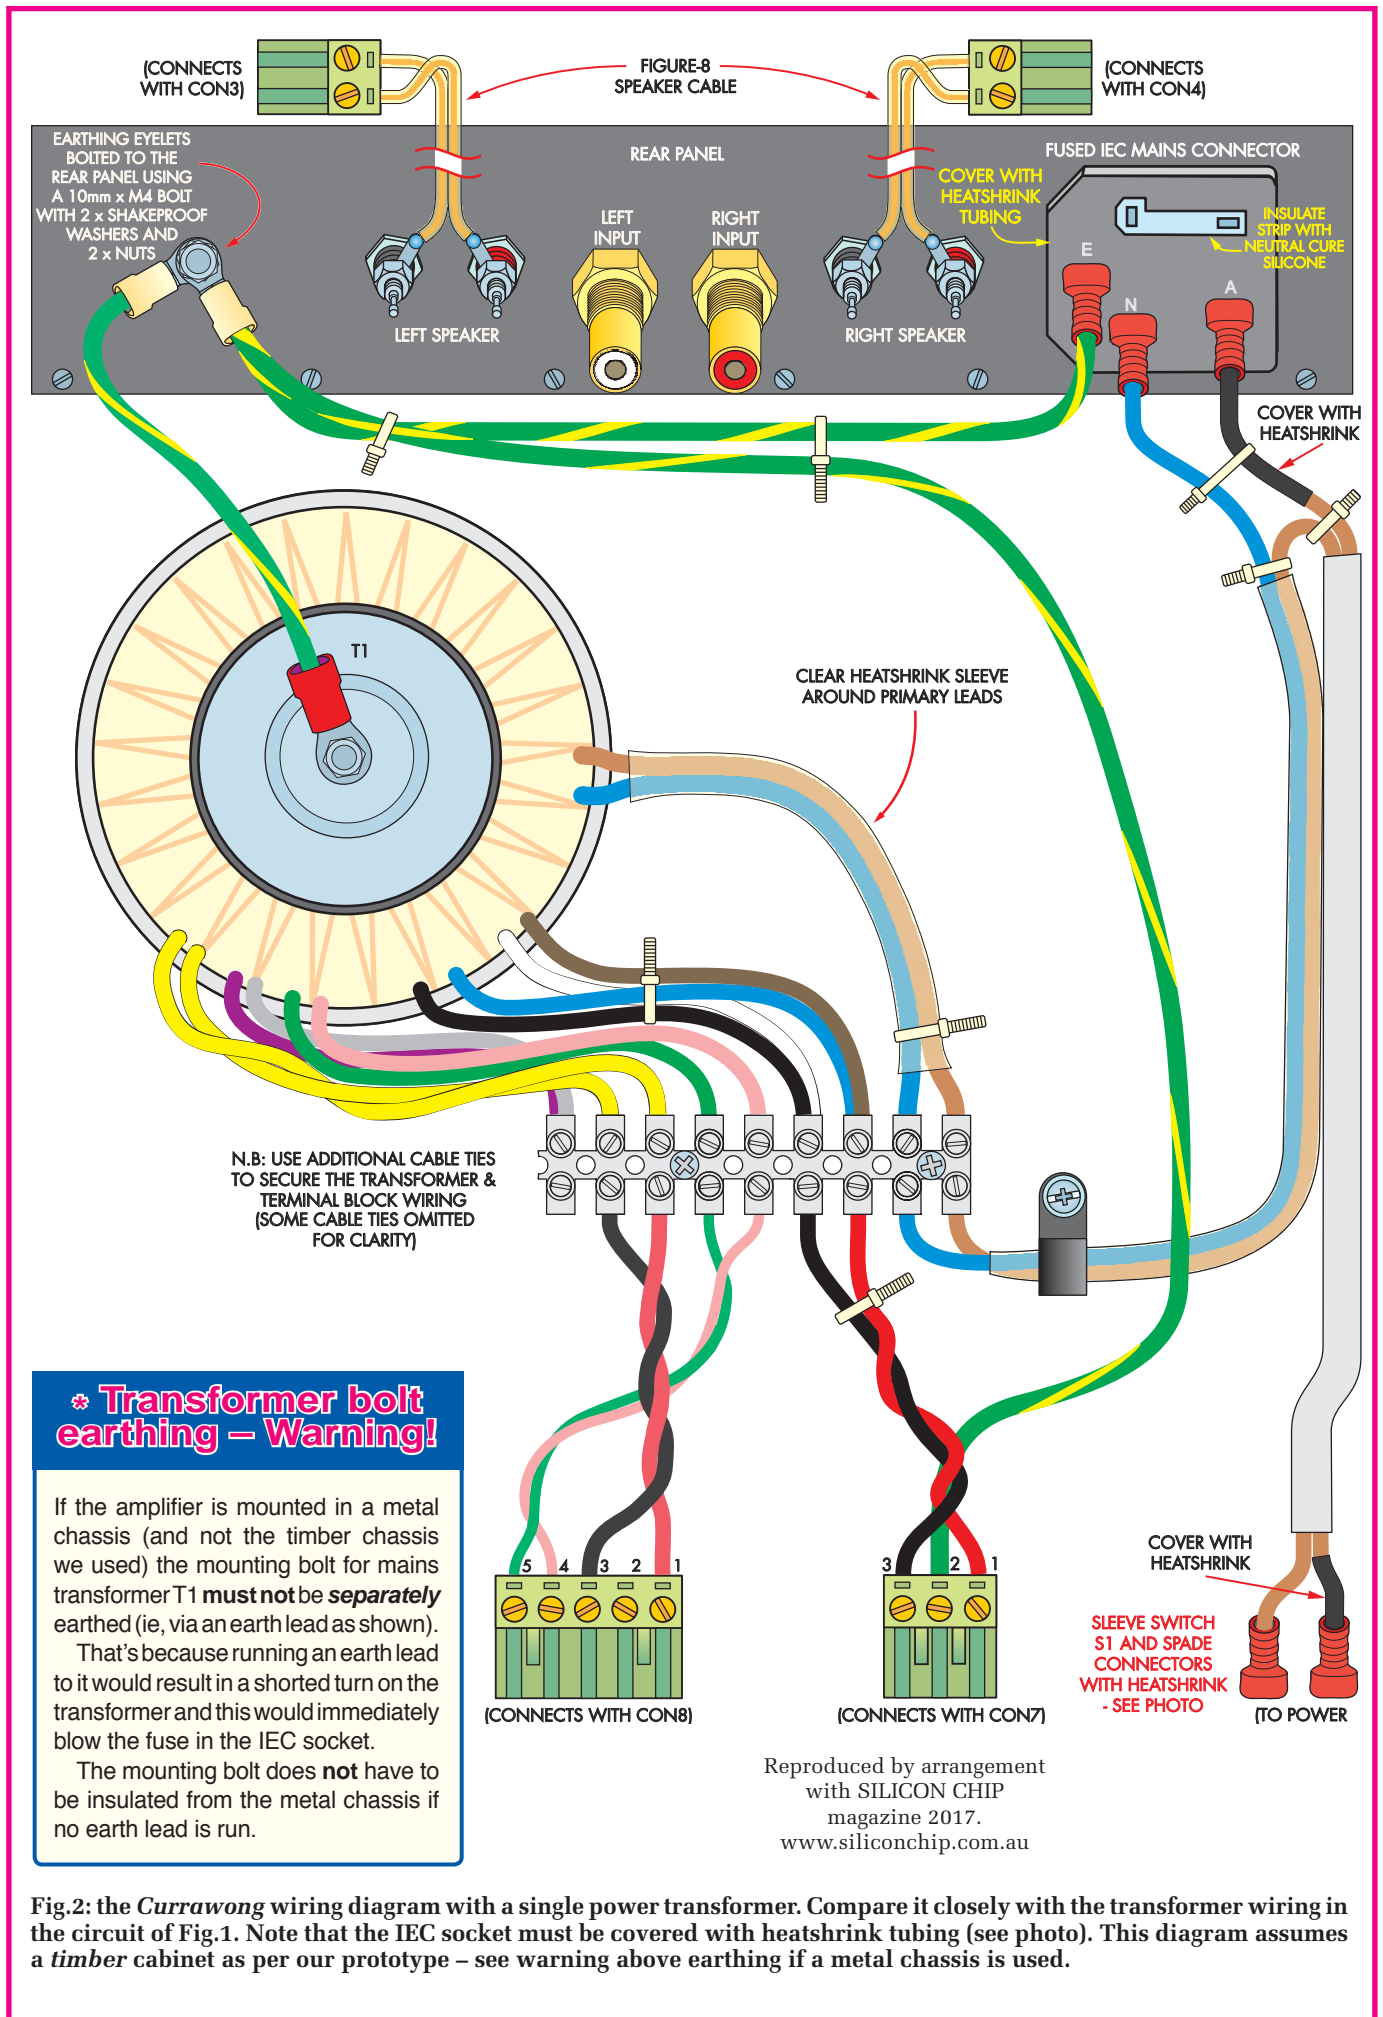 (CONNECTS
WITH CON3)
FIGURE-8
SPEAKER CABLE
(CONNECTS
WITH CON4)
EARTHING EYELETS
BOLTED TO THE
REAR PANEL USING
A 10mm x M4 BOLT
WITH 2 x SHAKEPROOF
WASHERS AND
2 x NUTS
REAR PANEL
FUSED IEC MAINS CONNECTOR
COVER WITH
HEATSHRINK
TUBING
LEFT
INPUT
RIGHT
INPUT
INSULATE
STRIP WITH
NEUTRAL CURE
SILICONE
E
N
A
LEFT SPEAKER
RIGHT SPEAKER
COVER WITH
HEATSHRINK
T1
CLEAR HEATSHRINK SLEEVE
AROUND PRIMARY LEADS
N.B: USE ADDITIONAL CABLE TIES
TO SECURE THE TRANSFORMER &
TERMINAL BLOCK WIRING
(SOME CABLE TIES OMITTED
FOR CLARITY)
* Transformer bolt
earthing – Warning!
If the amplifier is mounted in a metal
chassis (and not the timber chassis
we used) the mounting bolt for mains
transformer T1 must not be separately
earthed (ie, via an earth lead as shown).
That's because running an earth lead
to it would result in a shorted turn on the
transformer and this would immediately
blow the fuse in the IEC socket.
The mounting bolt does not have to
be insulated from the metal chassis if
no earth lead is run.
5 4 3 2 1
(CONNECTS WITH CON8)
3 2 1
(CONNECTS WITH CON7)
COVER WITH
HEATSHRINK
SLEEVE SWITCH
S1 AND SPADE
CONNECTORS
WITH HEATSHRINK
- SEE PHOTO
(TO POWER
Reproduced by arrangement
with SILICON CHIP
magazine 2017.
www.siliconchip.com.au
Fig.2: the Currawong wiring diagram with a single power transformer. Compare it closely with the transformer wiring in
the circuit of Fig.1. Note that the IEC socket must be covered with heatshrink tubing (see photo). This diagram assumes
a timber cabinet as per our prototype – see warning above earthing if a metal chassis is used.